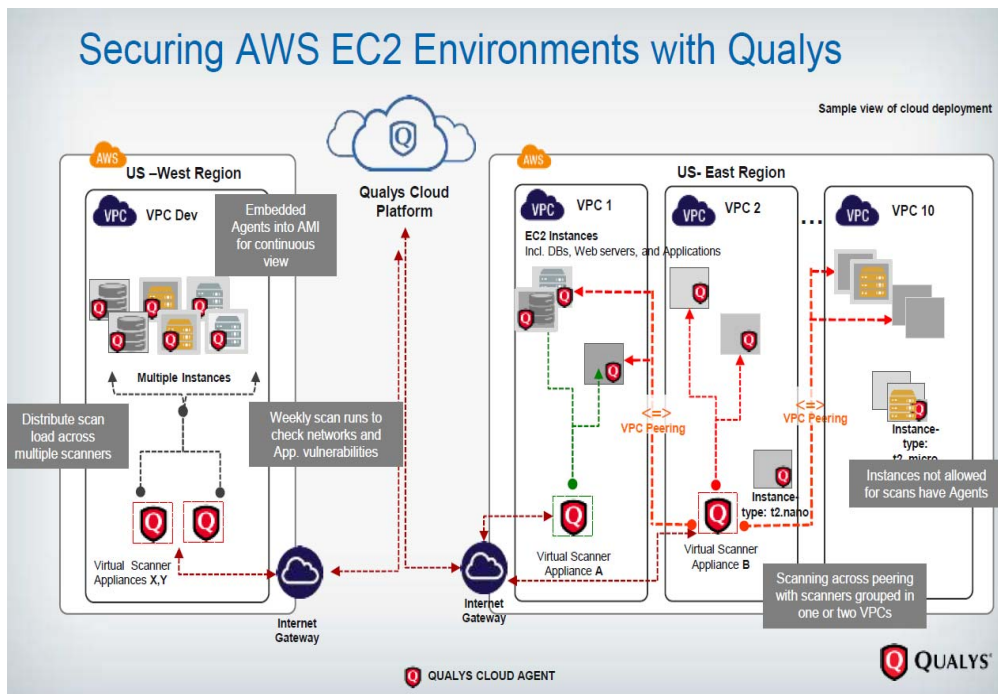 Securing AWS EC2 Environments with Qualys
Sample view of cloud deployment
Qualys Cloud
Platform
AWS
US –West Region
VPC
VPC Dev
Embedded
Agents into AMI
for continuous
view
Multiple Instances
Distribute scan
load across
multiple scanners
Weekly scan runs to
check networks and
App. vulnerabilities
Virtual Scanner
Appliances X,Y
Internet
Gateway
AWS
US- East Region
VPC
VPC 1
EC2 Instances
Incl. DBs, Web servers, and Applications
VPC
VPC 2
...
VPC
VPC 10
<=>
VPC Peering
<=>
VPC Peering
Instance-
type:
t2. micro
Instances not allowed
for scans have Agents
Instance-
type: t2.nano
Virtual Scanner
Appliance A
Virtual Scanner
Appliance B
Internet
Gateway
Scanning across peering
with scanners grouped in
one or two VPCs
QUALYS CLOUD AGENT
QUALYS®